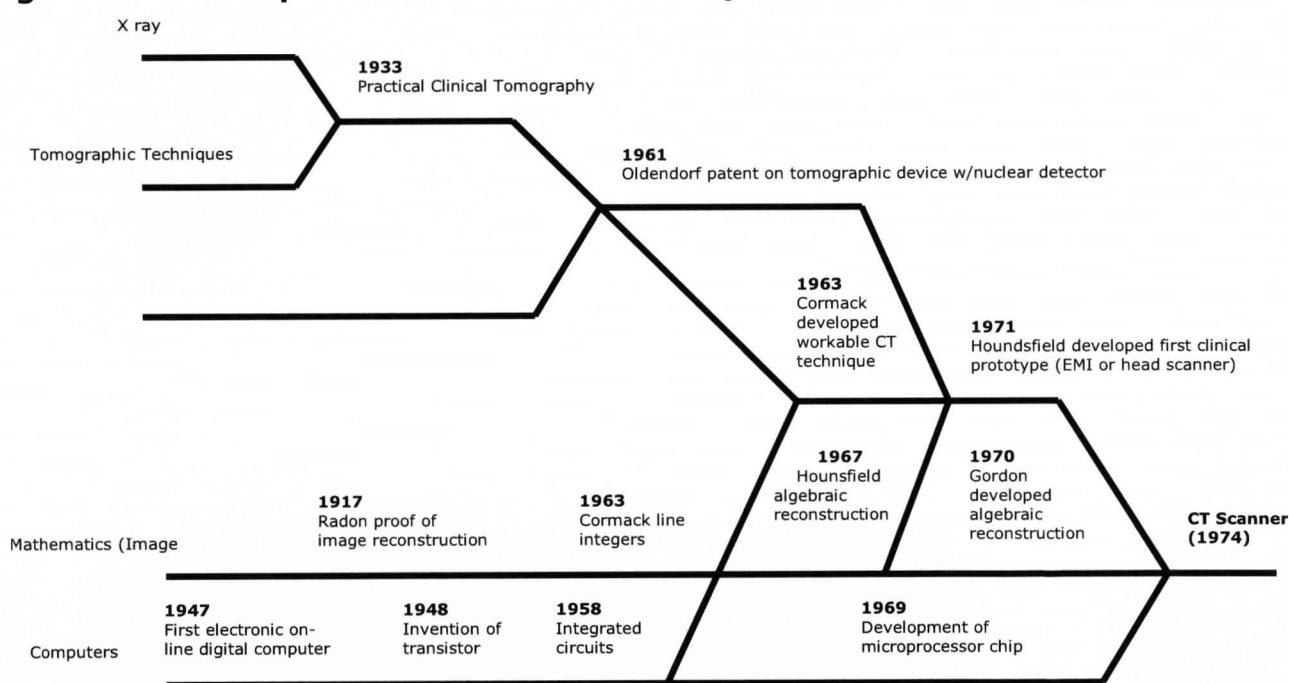 X ray
1933
Practical Clinical Tomography
Tomographic Techniques
1961
Oldendorf patent on tomographic device w/nuclear detector
1963
Cormack
developed
workable CT
technique
1971
Houndsfield developed first clinical
prototype (EMI or head scanner)
1917
Radon proof of
image reconstruction
1963
Cormack line
integers
1967
Hounsfield
algebraic
reconstruction
1970
Gordon
developed
algebraic
reconstruction
CT Scanner
(1974)
Mathematics (Image
1947
First electronic on-
line digital computer
1948
Invention of
transistor
1958
Integrated
circuits
1969
Development of
microprocessor chip
Computers